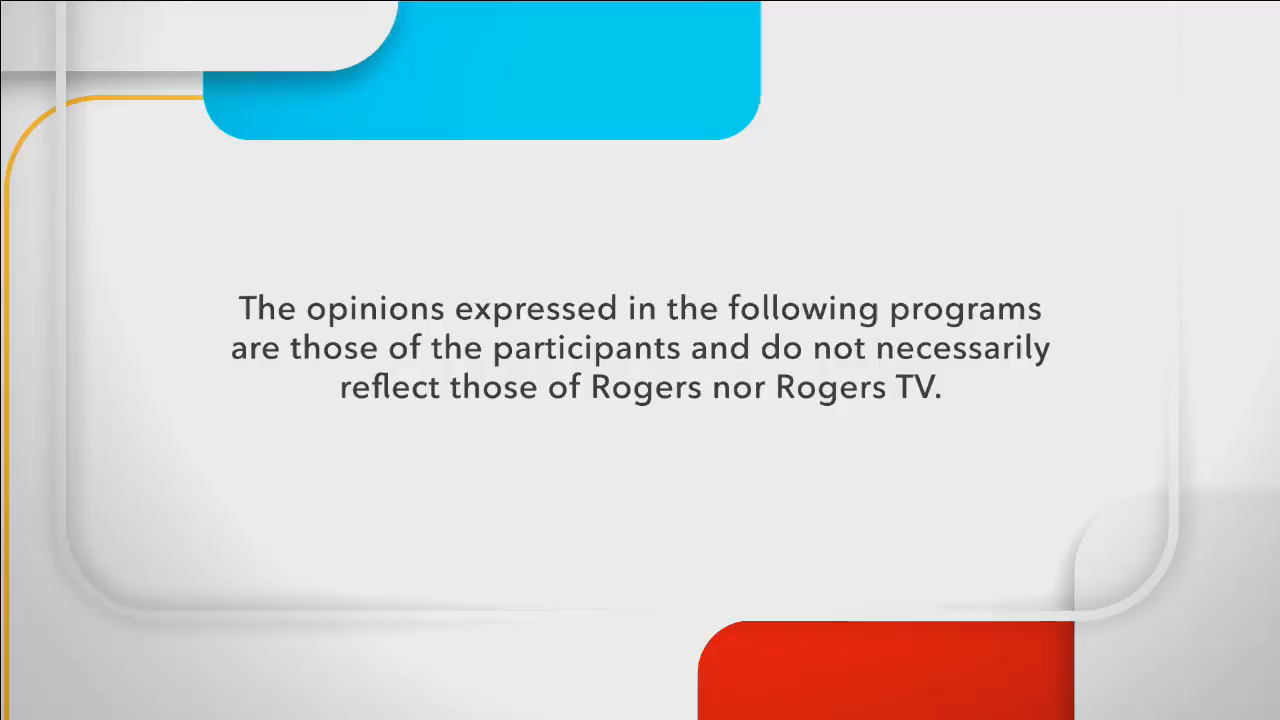 The opinions expressed in the following programs
are those of the participants and do not necessarily
reflect those of Rogers nor Rogers TV.